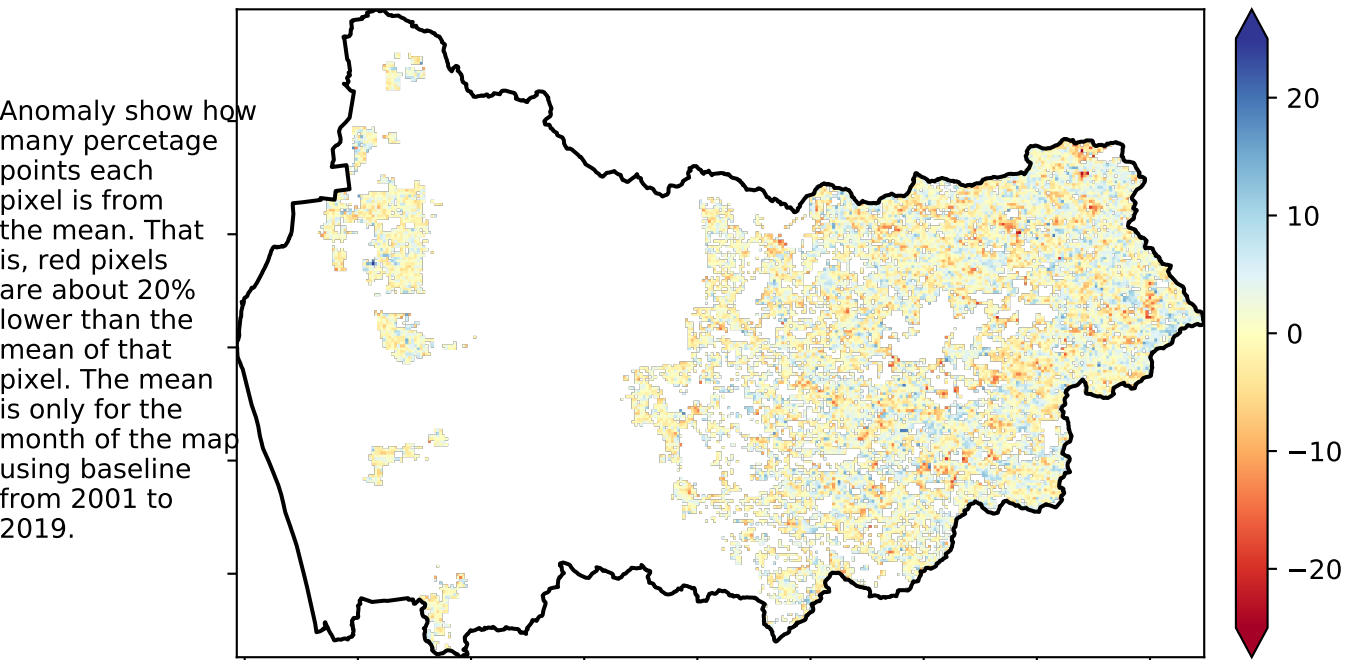 Anomaly show how
many percetage
points each
pixel is from
the mean. That
is, red pixels
are about 20%
lower than the
mean of that
pixel. The mean
is only for the
month of the map
using baseline
from 2001 to
2019.
20
10
0
−10
−20